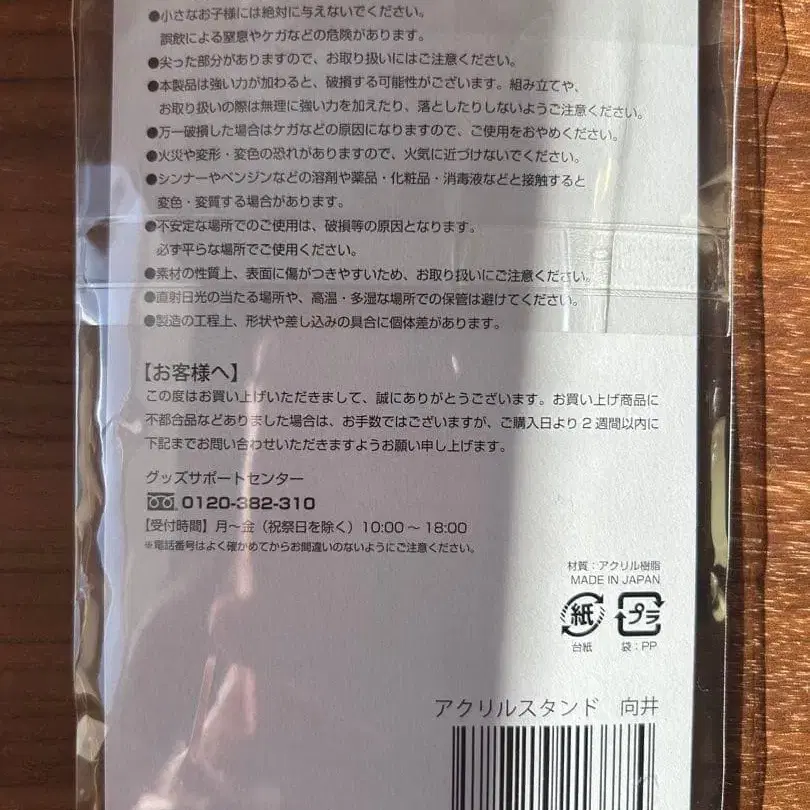 ●小さなお子様には絶対に与えないでください。
誤飲による窒息やケガなどの危険があります。
●尖った部分がありますので、お取り扱いにはご注意ください。
●本製品は強い力が加わると、破損する可能性がございます。組み立てや、
お取り扱いの際は無理に強い力を加えたり、落としたりしないようご注意ください。
●万一破損した場合はケガなどの原因になりますので、ご使用をおやめください。
●火災や変形・変色の恐れがありますので、火気に近づけないでください。
●シンナーやベンジンなどの溶剤や薬品・化粧品・消毒液などと接触すると
変色・変質する場合があります。
●不安定な場所でのご使用は、破損等の原因となります。
必ず平らな場所でご使用ください。
●素材の性質上、表面に傷がつきやすいため、お取り扱いにご注意ください。
●直射日光の当たる場所や、高温・多湿な場所での保管は避けてください。
●製造の工程上、形状や差し込みの具合に個体差があります。
【お客様へ】
この度はお買い上げいただきまして、誠にありがとうございます。お買い上げ商品に
不都合品などありました場合は、お手数ではございますが、ご購入日より2週間以内に
下記までお問い合わせいただきますようお願い申し上げます。
グッズサポートセンター
0120-382-310
【受付時間】月～金（祝祭日を除く）10:00～18:00
※電話番号はよく確かめてからお間違いのないようにご注意ください。
材質：アクリル樹脂
MADE IN JAPAN
紙 プラ
台紙 袋：PP
アクリルスタンド 向井